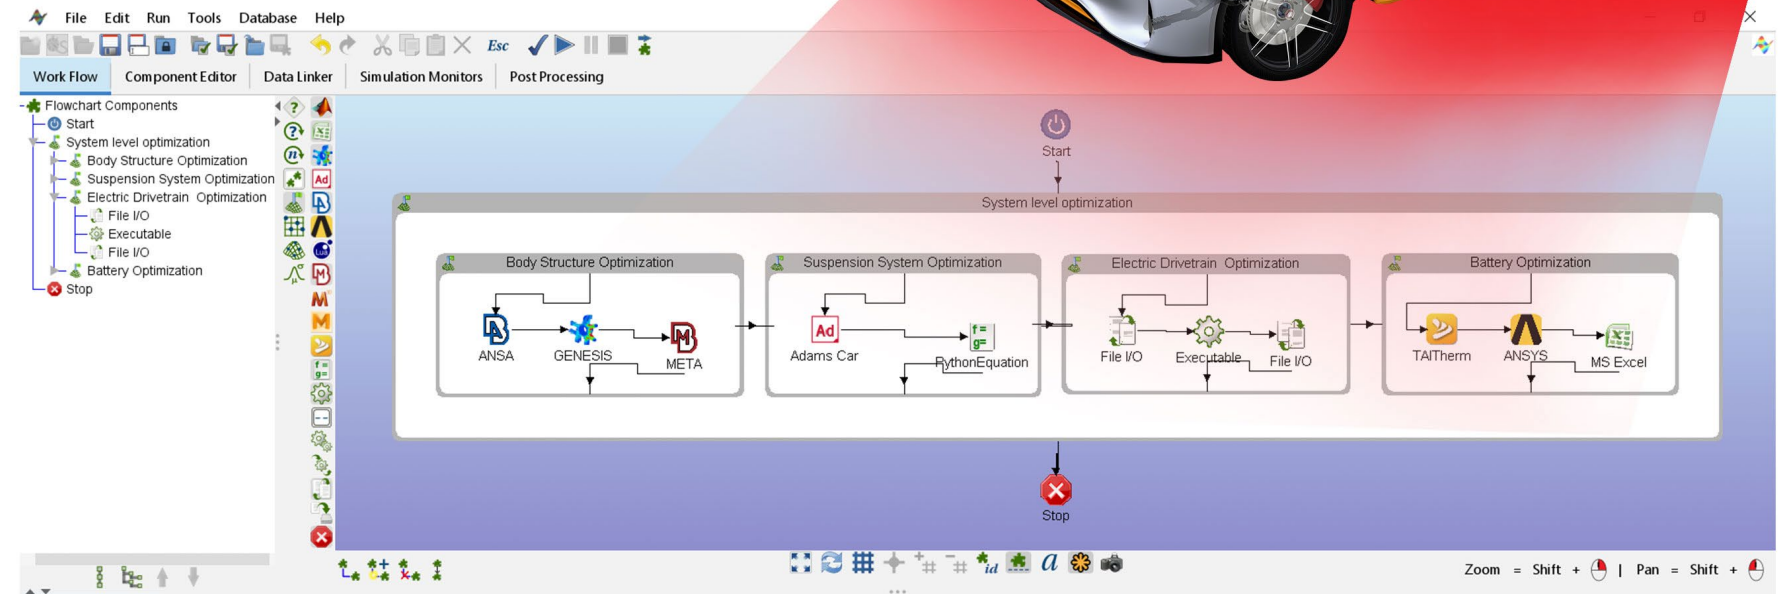 File Edit Run Tools Database Help
Esc
Work Flow Component Editor Data Linker Simulation Monitors Post Processing
Flowchart Components
Start
System level optimization
Body Structure Optimization
Suspension System Optimization
Electric Drivetrain Optimization
File I/O
Executable
File I/O
Battery Optimization
Stop
Start
System level optimization
Body Structure Optimization
ANSA
GENESIS
META
Suspension System Optimization
Ad
Adams Car
f=
g=
PythonEquation
Electric Drivetrain Optimization
File I/O
Executable
File I/O
Battery Optimization
TAITherm
ANSYS
MS Excel
Stop
id
a
Zoom = Shift + | Pan = Shift +